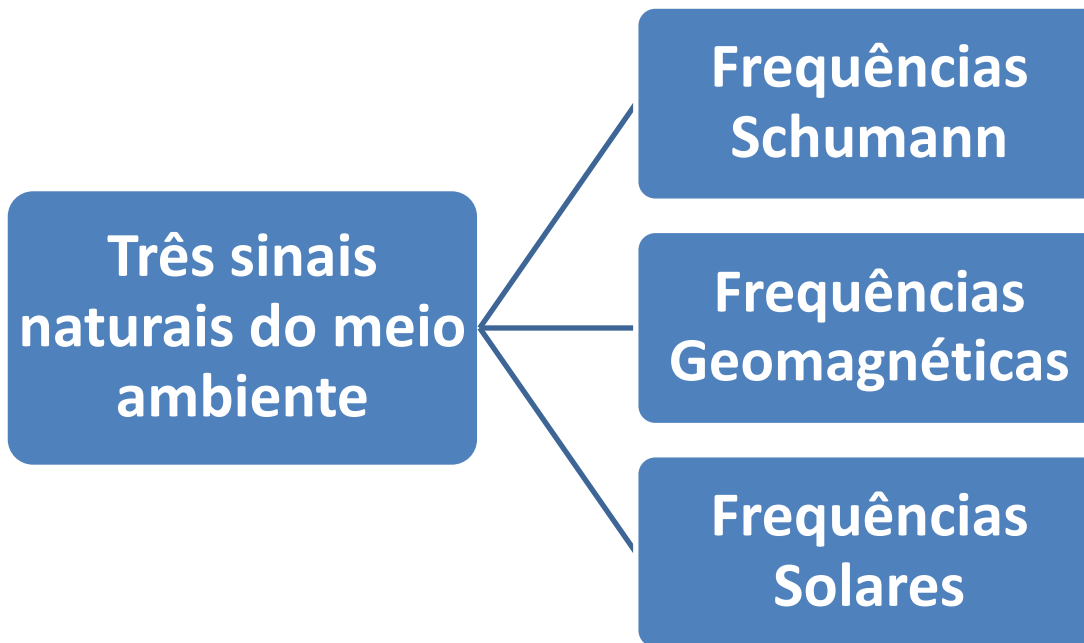 Três sinais
naturais do meio
ambiente
Frequências
Schumann
Frequências
Geomagnéticas
Frequências
Solares